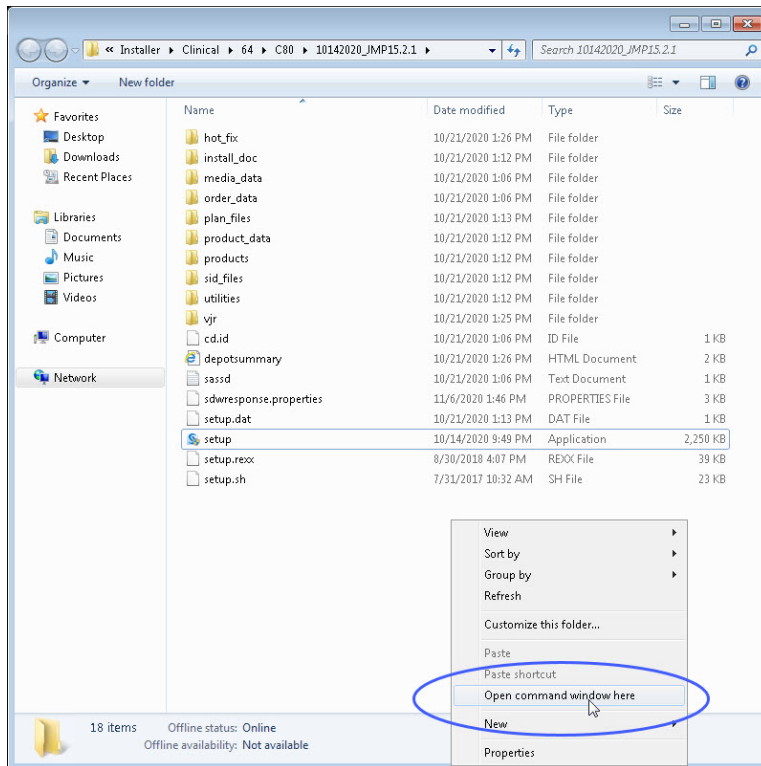 « Installer ▸ Clinical ▸ 64 ▸ C80 ▸ 10142020_JMP15.2.1 ▸ Search 10142020_JMP15.2.1
Organize New folder
Name Date modified Type Size
Favorites
Desktop
Downloads
Recent Places
Libraries
Documents
Music
Pictures
Videos
Computer
Network
hot_fix 10/21/2020 1:26 PM File folder
install_doc 10/21/2020 1:12 PM File folder
media_data 10/21/2020 1:06 PM File folder
order_data 10/21/2020 1:06 PM File folder
plan_files 10/21/2020 1:13 PM File folder
product_data 10/21/2020 1:12 PM File folder
products 10/21/2020 1:12 PM File folder
sid_files 10/21/2020 1:12 PM File folder
utilities 10/21/2020 1:12 PM File folder
vjr 10/21/2020 1:25 PM File folder
cd.id 10/21/2020 1:06 PM ID File 1 KB
depotsummary 10/21/2020 1:26 PM HTML Document 2 KB
sassd 10/21/2020 1:06 PM Text Document 1 KB
sdwresponse.properties 11/6/2020 1:46 PM PROPERTIES File 3 KB
setup.dat 10/21/2020 1:13 PM DAT File 1 KB
setup 10/14/2020 9:49 PM Application 2,250 KB
setup.rexx 8/30/2018 4:07 PM REXX File 39 KB
setup.sh 7/31/2017 10:32 AM SH File 23 KB
View
Sort by
Group by
Refresh
Customize this folder...
Paste
Paste shortcut
Open command window here
New
Properties
18 items Offline status: Online
Offline availability: Not available